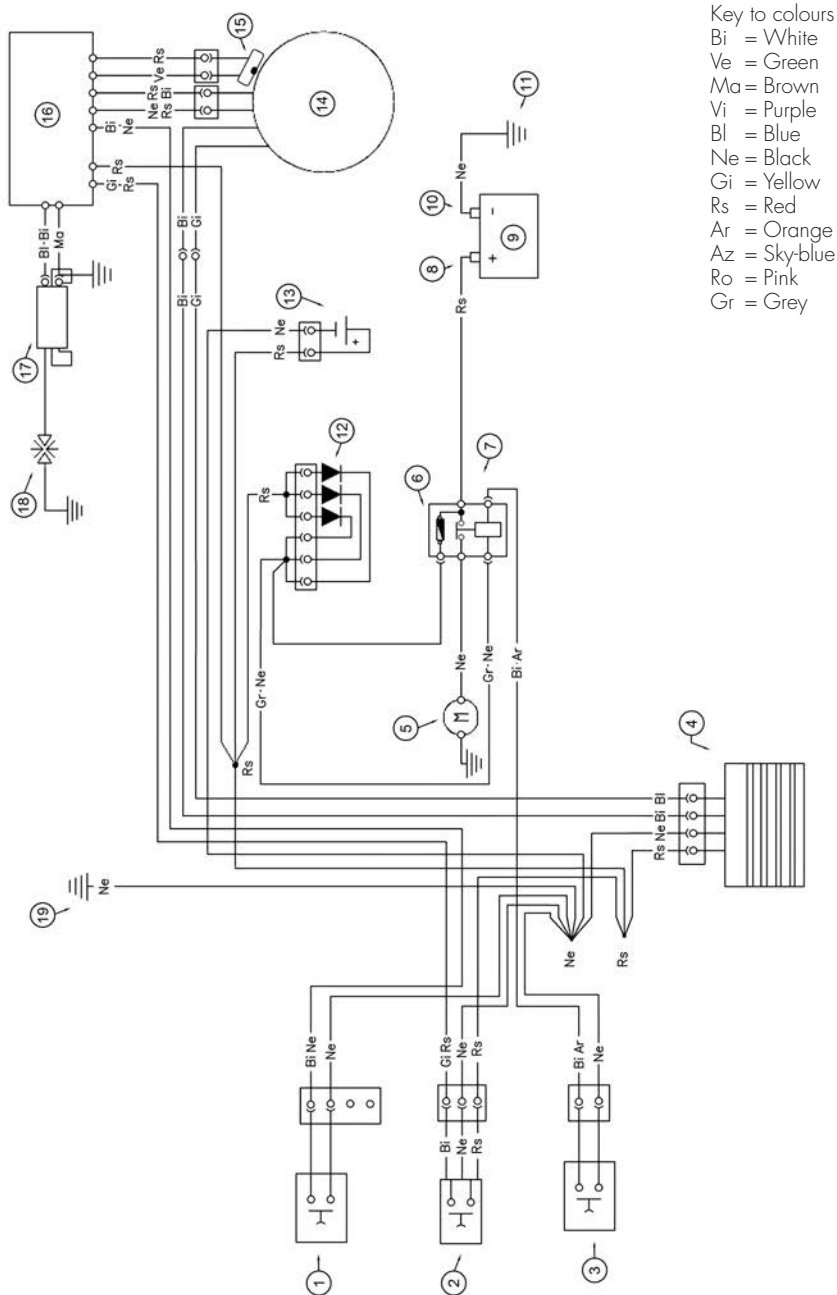 Key to colours
Bi = White
Ve = Green
Ma = Brown
Vi = Purple
Bl = Blue
Ne = Black
Gi = Yellow
Rs = Red
Ar = Orange
Az = Sky-blue
Ro = Pink
Gr = Grey
15
16
Rs
Ve
Rs Bi
Ne Rs
Bi-Ne
Rs
Gi-Rs
14
11
Ne
10
9
-
+
8
Bl-Bi
Ma
17
18
Bi
Gi
Bi
Gi
13
Ne
Rs
+
Rs
12
Rs
7
6
Ne
Gr-Ne
Gr-Ne
Bi-Ar
5
M
Rs
4
Bl
Bi
Ne
Rs
19
Ne
Ne
Rs
Bi Ne
Ne
Gi Rs
Ne
Rs
Bi
Ne
Rs
Bi Ar
Ne
1
2
3